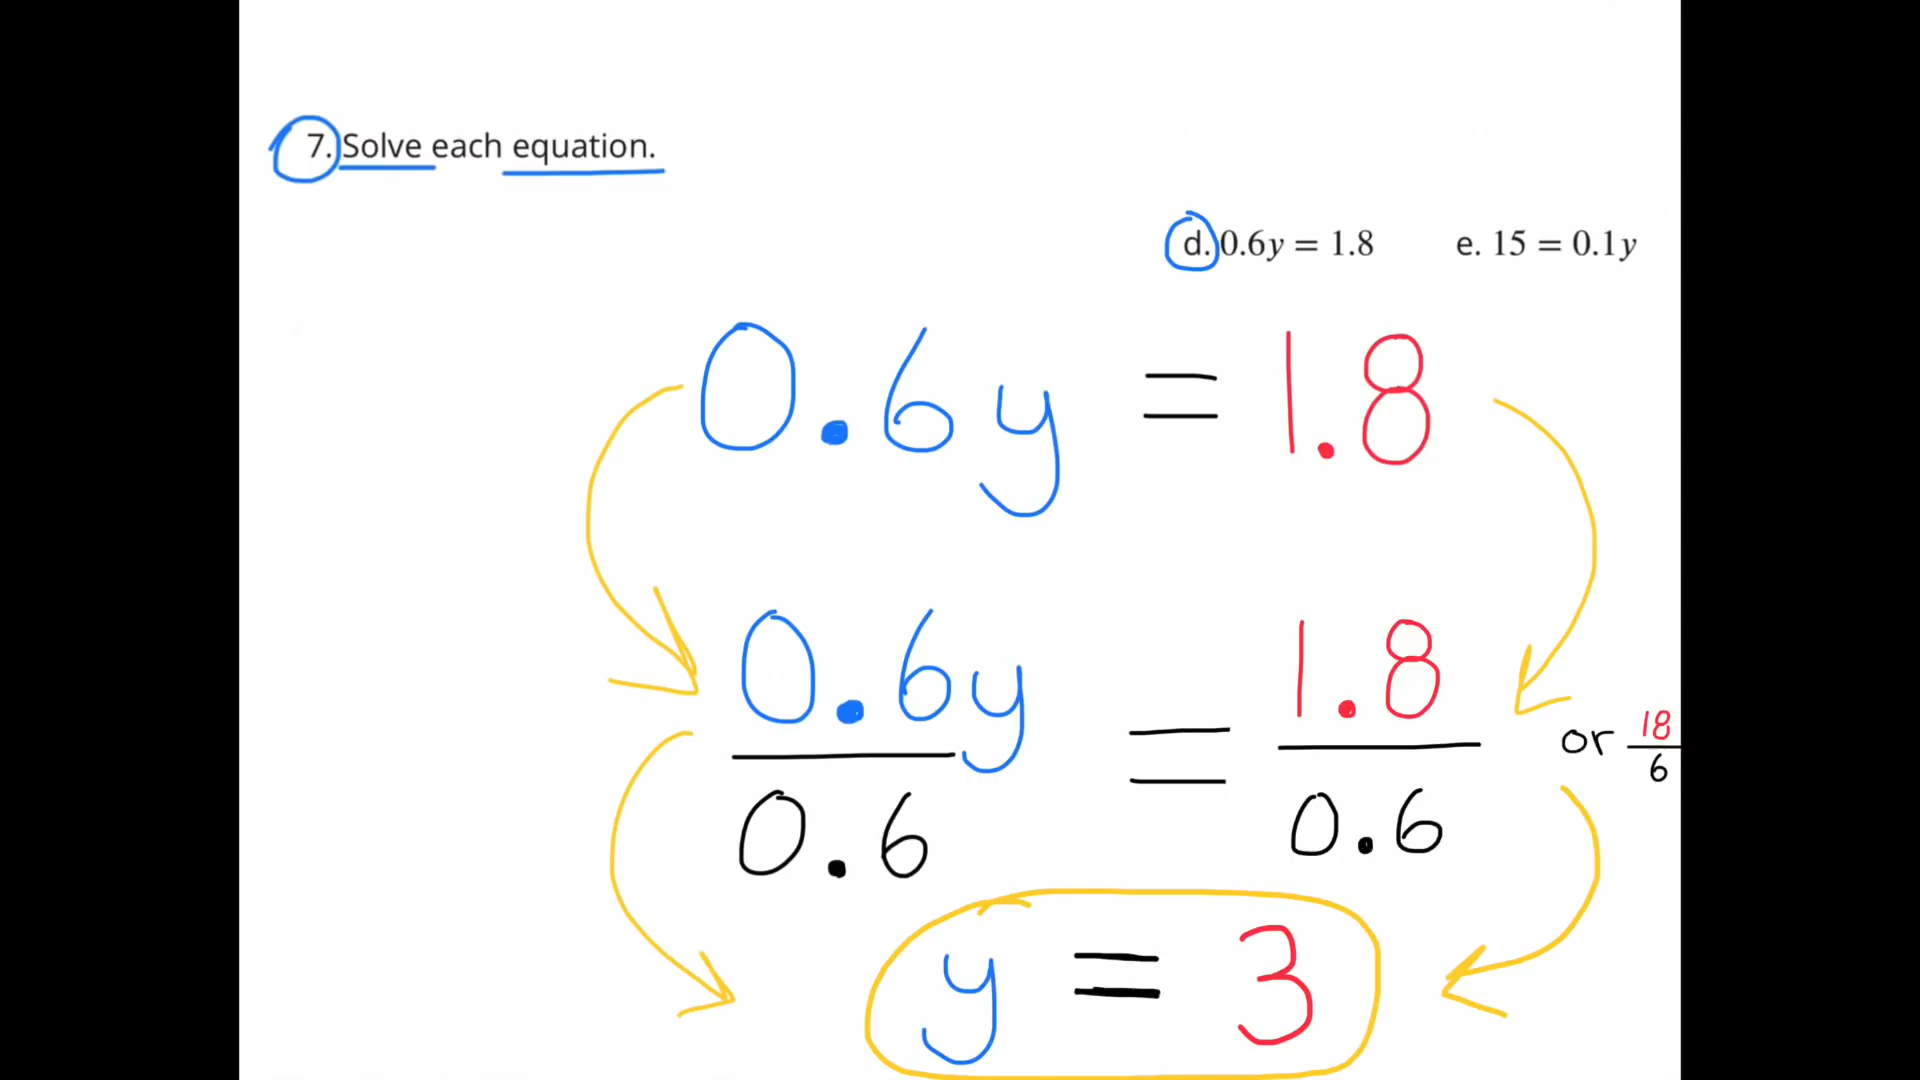 7. Solve each equation.
d. 0.6y = 1.8 e. 15 = 0.1y
0.6y = 1.8
0.6y = 1.8 or 18
0.6 0.6 6
y = 3